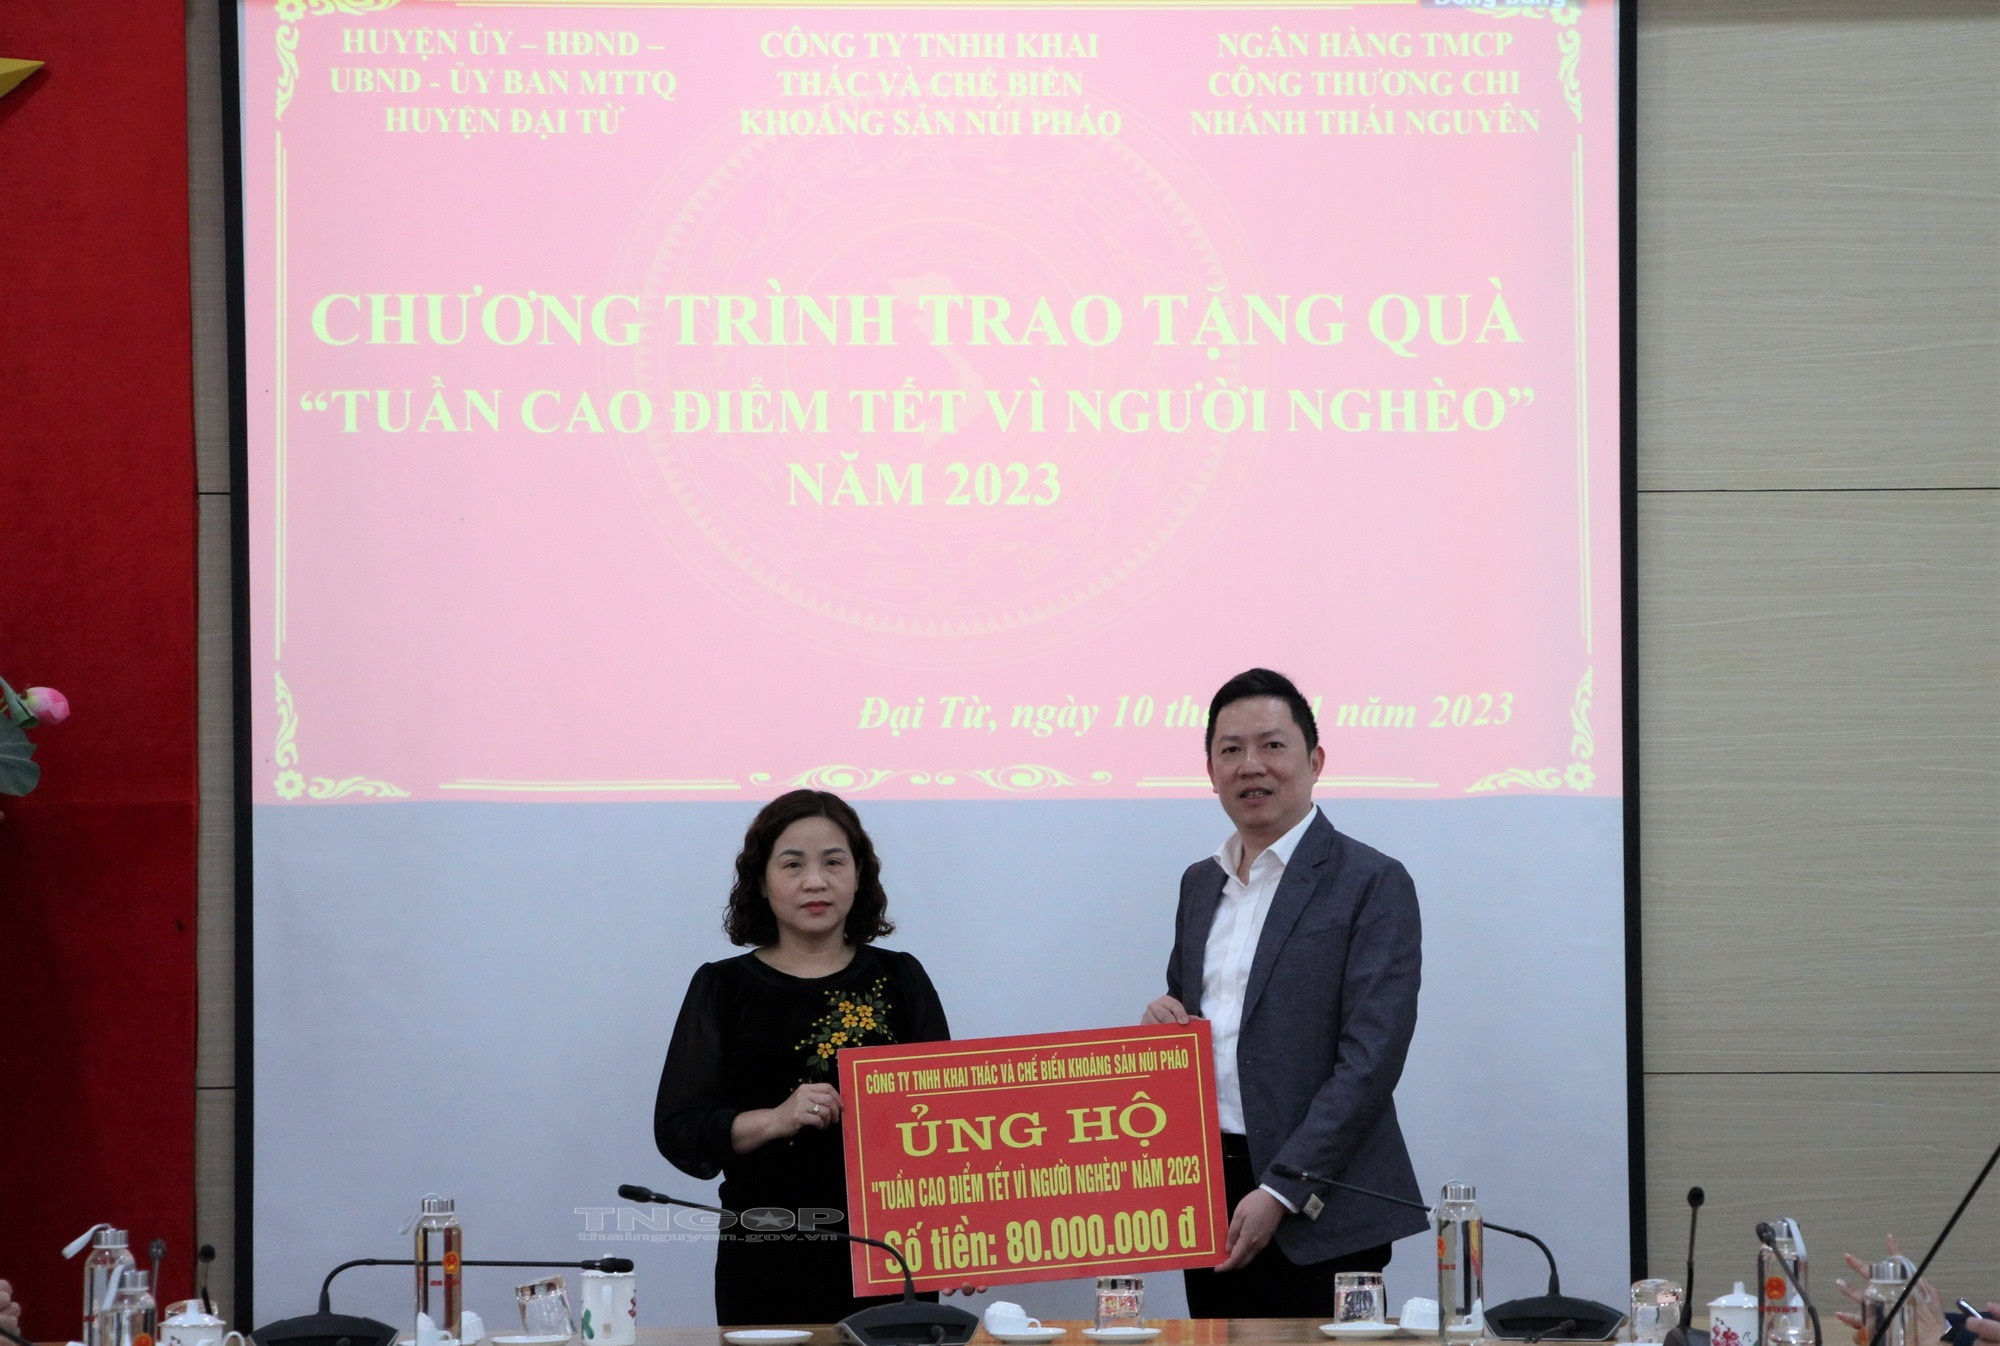 HUYỆN ỦY – HĐND –
UBND - ỦY BAN MTTQ
HUYỆN ĐẠI TỪ
CÔNG TY TNHH KHAI
THÁC VÀ CHẾ BIẾN
KHOÁNG SẢN NÚI PHÁO
NGÂN HÀNG TMCP
CÔNG THƯƠNG CHI
NHÁNH THÁI NGUYÊN
CHƯƠNG TRÌNH TRAO TẶNG QUÀ
“TUẦN CAO ĐIỂM TẾT VÌ NGƯỜI NGHÈO”
NĂM 2023
Đại Từ, ngày 10 1 năm 2023
CÔNG TY TNHH KHAI THÁC VÀ CHẾ BIẾN KHOÁNG SẢN NÚI PHÁO
ỦNG HỘ
"TUẦN CAO ĐIỂM TẾT VÌ NGƯỜI NGHÈO" NĂM 2023
Số tiền: 80.000.000 đ
TNGOP
thainguyen.gov.vn